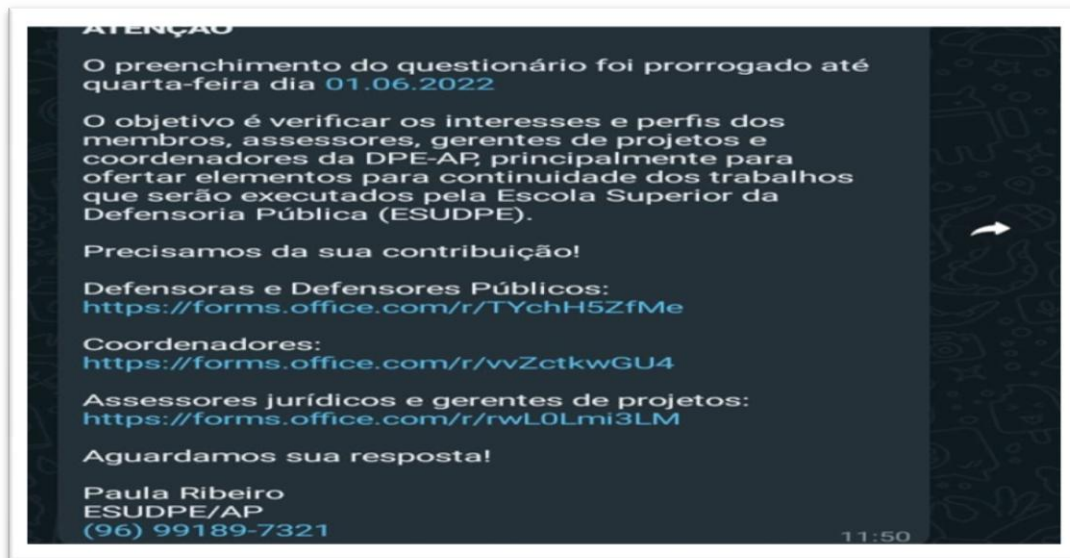 ATENÇÃO
O preenchimento do questionário foi prorrogado até
quarta-feira dia 01.06.2022
O objetivo é verificar os interesses e perfis dos
membros, assessores, gerentes de projetos e
coordenadores da DPE-AP, principalmente para
ofertar elementos para continuidade dos trabalhos
que serão executados pela Escola Superior da
Defensoria Pública (ESUDPE).
Precisamos da sua contribuição!
Defensoras e Defensores Públicos:
https://forms.office.com/r/TYchH5ZfMe
Coordenadores:
https://forms.office.com/r/vvZctkwGU4
Assessores jurídicos e gerentes de projetos:
https://forms.office.com/r/rwL0Lmi3LM
Aguardamos sua resposta!
Paula Ribeiro
ESUDPE/AP
(96) 99189-7321
11:50